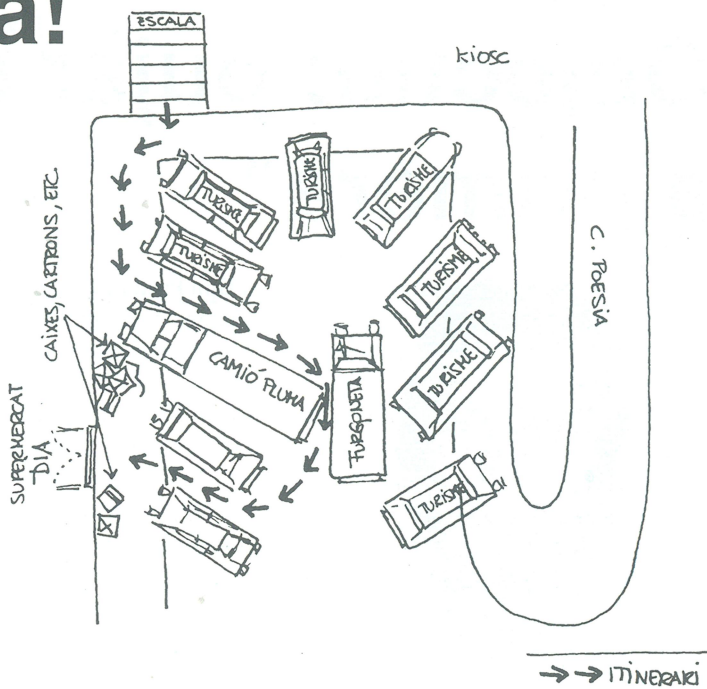 a!
ESCALA
KIOSC
TURISME
TURISME
TURISME
TURISME
TURISME
CAIXES, CARTRONS, ETC.
C. POESIA
CAMIÓ PLUMA
FURGONETA
TURISME
SUPERMERCAT
DIA
TURISME
ITINERARI